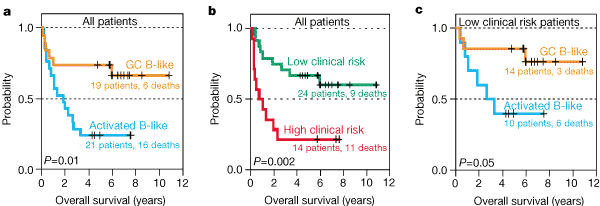 a
All patients
Probability
1.0
0.5
0.0
GC B-like
19 patients, 6 deaths
Activated B-like
21 patients, 16 deaths
P=0.01
0 2 4 6 8 10 12
Overall survival (years)
b
All patients
Probability
1.0
0.5
0.0
Low clinical risk
24 patients, 9 deaths
High clinical risk
14 patients, 11 deaths
P=0.002
0 2 4 6 8 10 12
Overall survival (years)
c
Low clinical risk patients
Probability
1.0
0.5
0.0
GC B-like
14 patients, 3 deaths
Activated B-like
10 patients, 6 deaths
P=0.05
0 2 4 6 8 10 12
Overall survival (years)